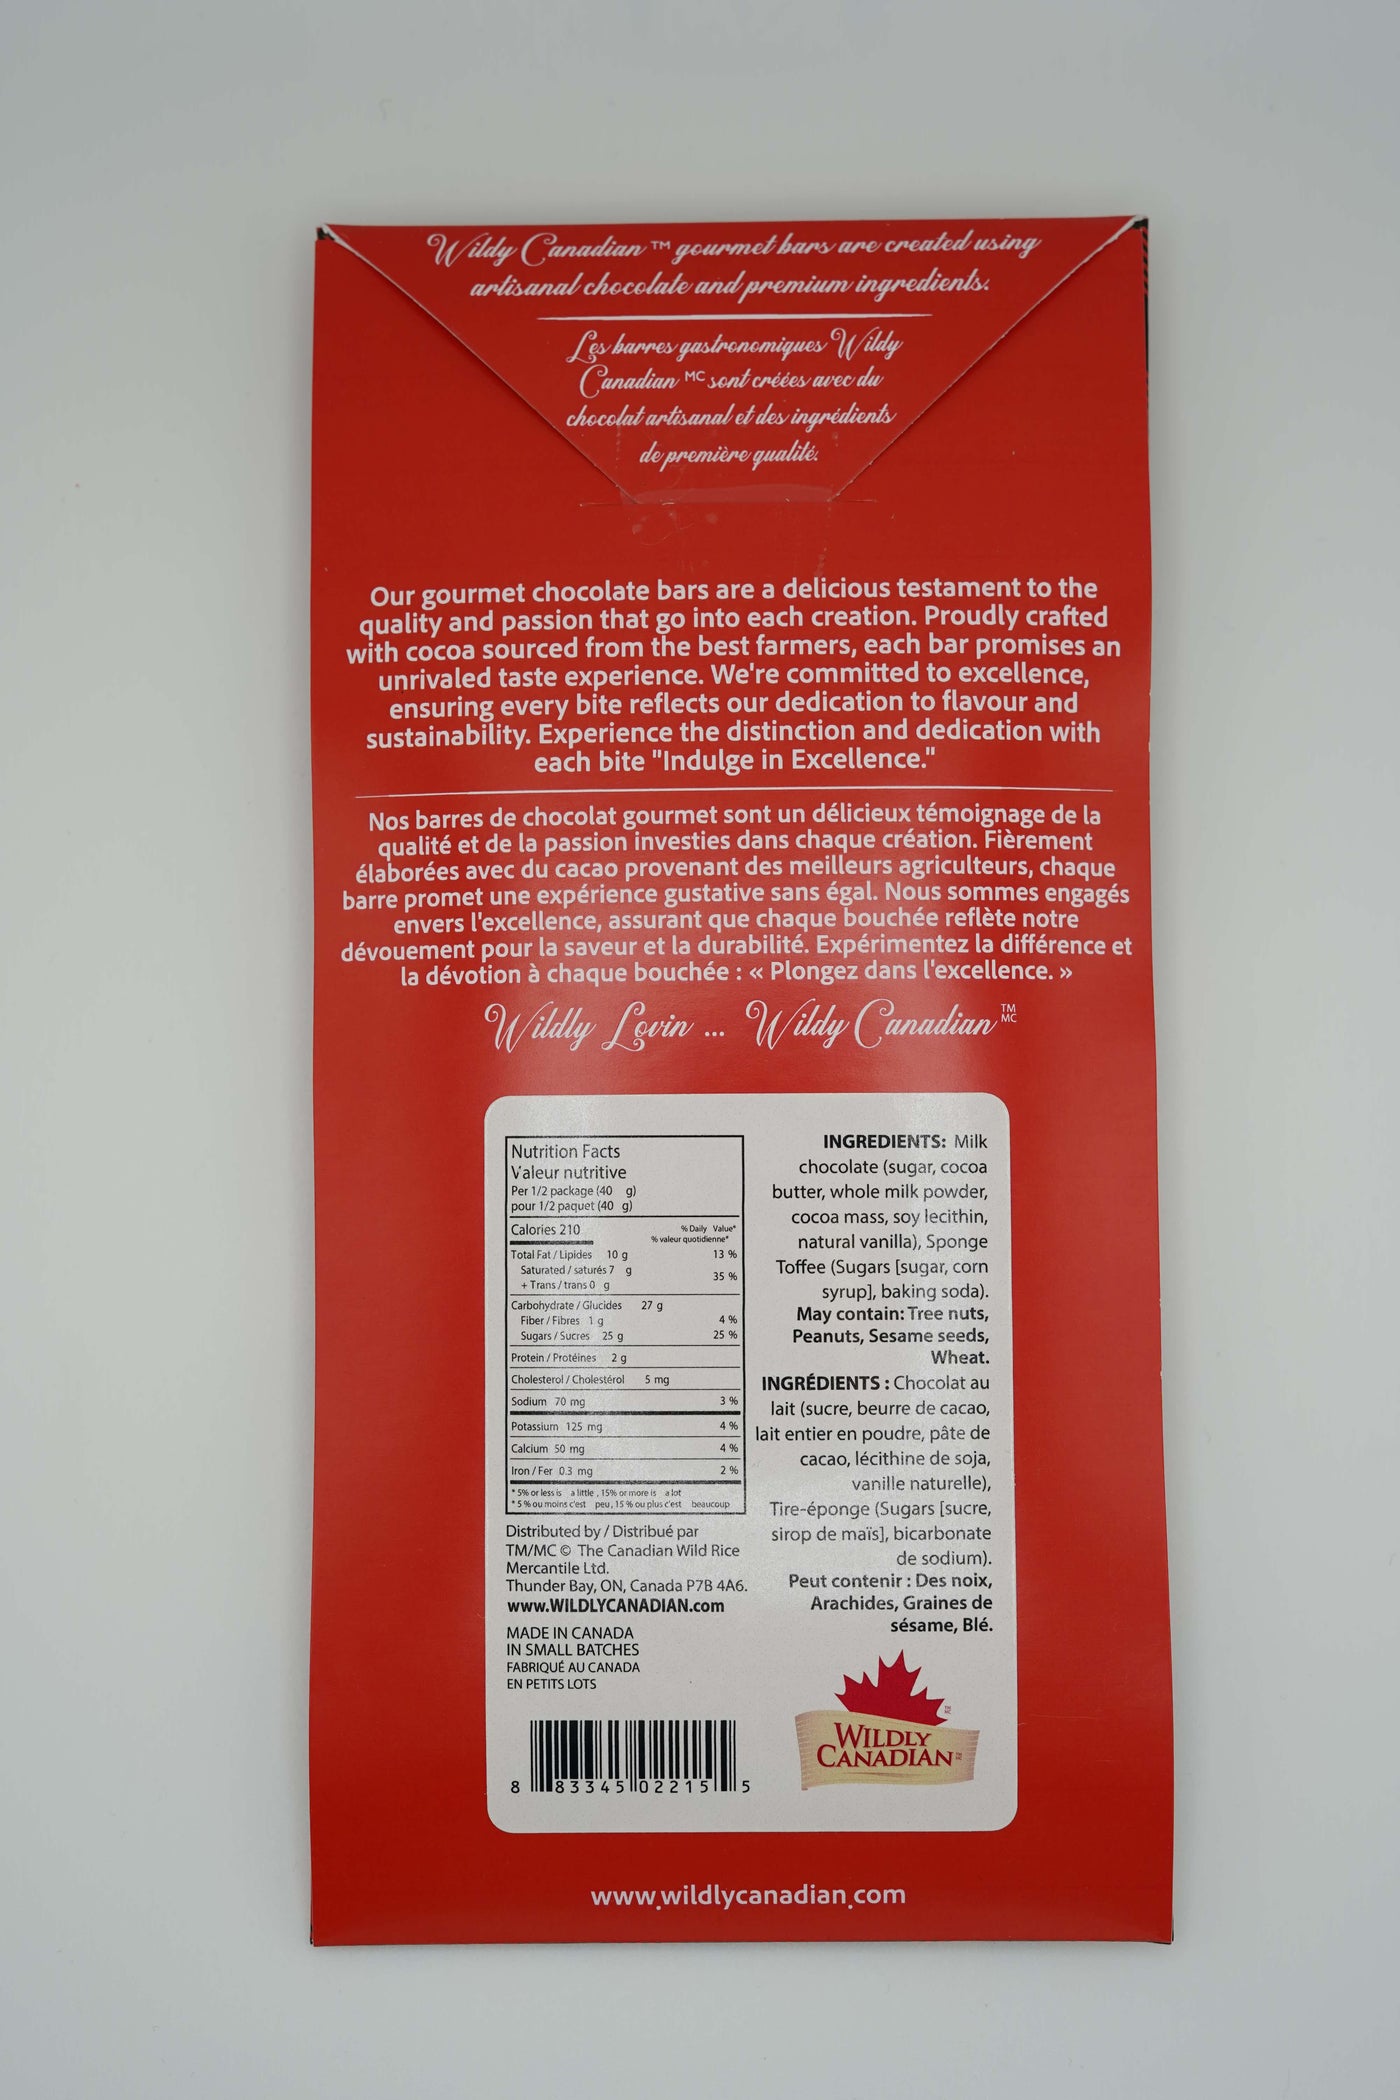 Wildy Canadian ™ gourmet bars are created using
artisanal chocolate and premium ingredients.
Les barres gastronomiques Wildy
Canadian MC sont créées avec du
chocolat artisanal et des ingrédients
de première qualité.
Our gourmet chocolate bars are a delicious testament to the
quality and passion that go into each creation. Proudly crafted
with cocoa sourced from the best farmers, each bar promises an
unrivaled taste experience. We're committed to excellence,
ensuring every bite reflects our dedication to flavour and
sustainability. Experience the distinction and dedication with
each bite "Indulge in Excellence."
Nos barres de chocolat gourmet sont un délicieux témoignage de la
qualité et de la passion investies dans chaque création. Fièrement
élaborées avec du cacao provenant des meilleurs agriculteurs, chaque
barre promet une expérience gustative sans égal. Nous sommes engagés
envers l'excellence, assurant que chaque bouchée reflète notre
dévouement pour la saveur et la durabilité. Expérimentez la différence et
la dévotion à chaque bouchée : « Plongez dans l'excellence. »
Wildly Lovin ... Wildy Canadian TM MC
Nutrition Facts
Valeur nutritive
Per 1/2 package (40 g)
pour 1/2 paquet (40 g)
Calories 210
% Daily Value*
% valeur quotidienne*
Total Fat / Lipides 10 g 13 %
Saturated / saturés 7 g
+ Trans / trans 0 g 35 %
Carbohydrate / Glucides 27 g
Fiber / Fibres 1 g 4 %
Sugars / Sucres 25 g 25 %
Protein / Protéines 2 g
Cholesterol / Cholestérol 5 mg
Sodium 70 mg 3 %
Potassium 125 mg 4 %
Calcium 50 mg 4 %
Iron / Fer 0.3 mg 2 %
* 5% or less is a little , 15% or more is a lot
* 5 % ou moins c'est peu, 15 % ou plus c'est beaucoup
Distributed by / Distribué par
TM/MC © The Canadian Wild Rice
Mercantile Ltd.
Thunder Bay, ON, Canada P7B 4A6.
www.WILDLYCANADIAN.com
MADE IN CANADA
IN SMALL BATCHES
FABRIQUÉ AU CANADA
EN PETITS LOTS
8 83345 02215 5
INGREDIENTS: Milk
chocolate (sugar, cocoa
butter, whole milk powder,
cocoa mass, soy lecithin,
natural vanilla), Sponge
Toffee (Sugars [sugar, corn
syrup], baking soda).
May contain: Tree nuts,
Peanuts, Sesame seeds,
Wheat.
INGRÉDIENTS : Chocolat au
lait (sucre, beurre de cacao,
lait entier en poudre, pâte de
cacao, lécithine de soja,
vanille naturelle),
Tire-éponge (Sugars [sucre,
sirop de maïs], bicarbonate
de sodium).
Peut contenir : Des noix,
Arachides, Graines de
sésame, Blé.
WILDLY
CANADIAN
www.wildlycanadian.com